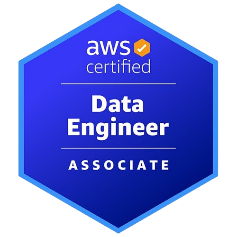 aws
certified
Data
Engineer
ASSOCIATE